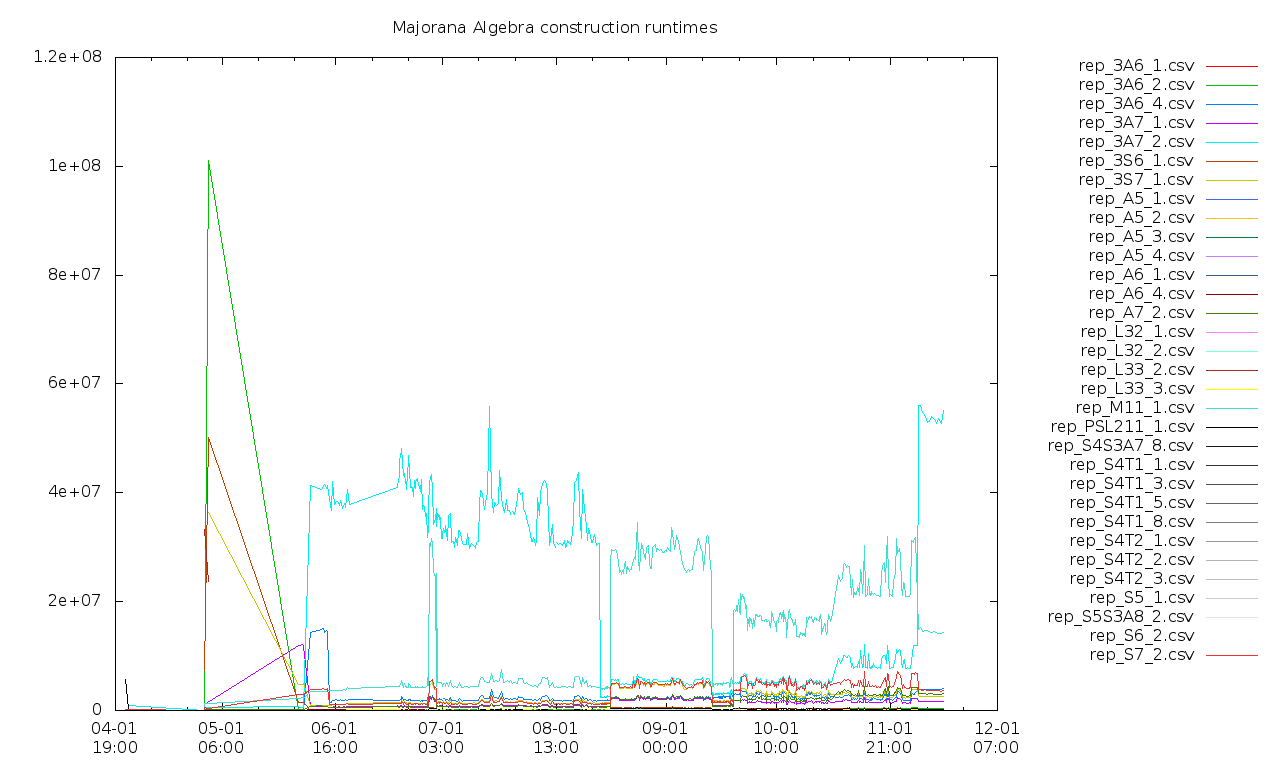 Majorana Algebra construction runtimes
1.2e+08
1e+08
8e+07
6e+07
4e+07
2e+07
0
04-01 19:00
05-01 06:00
05-01 16:00
07-01 03:00
08-01 13:00
09-01 00:00
10-01 10:00
11-01 21:00
12-01 07:00
rep_3A6_1.csv
rep_3A6_2.csv
rep_3A6_4.csv
rep_3A7_1.csv
rep_3A7_2.csv
rep_3S6_1.csv
rep_3S7_1.csv
rep_A5_1.csv
rep_A5_2.csv
rep_A5_3.csv
rep_A5_4.csv
rep_A6_1.csv
rep_A6_4.csv
rep_A7_2.csv
rep_L32_1.csv
rep_L32_2.csv
rep_L33_2.csv
rep_L33_3.csv
rep_M11_1.csv
rep_PSL211_1.csv
rep_S4S3A7_8.csv
rep_S4T1_1.csv
rep_S4T1_3.csv
rep_S4T1_5.csv
rep_S4T1_8.csv
rep_S4T2_1.csv
rep_S4T2_2.csv
rep_S4T2_3.csv
rep_S5_1.csv
rep_S5S3A8_2.csv
rep_S6_2.csv
rep_S7_2.csv